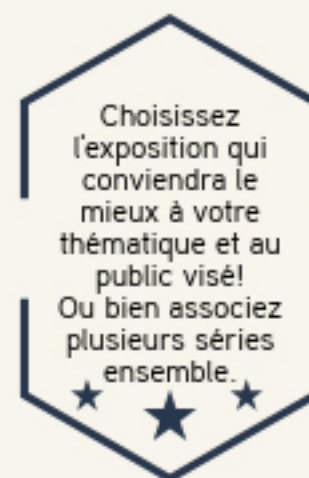 Choisissez
l'exposition qui
conviendra le
mieux à votre
thématique et au
public visé!
Ou bien associez
plusieurs séries
ensemble.